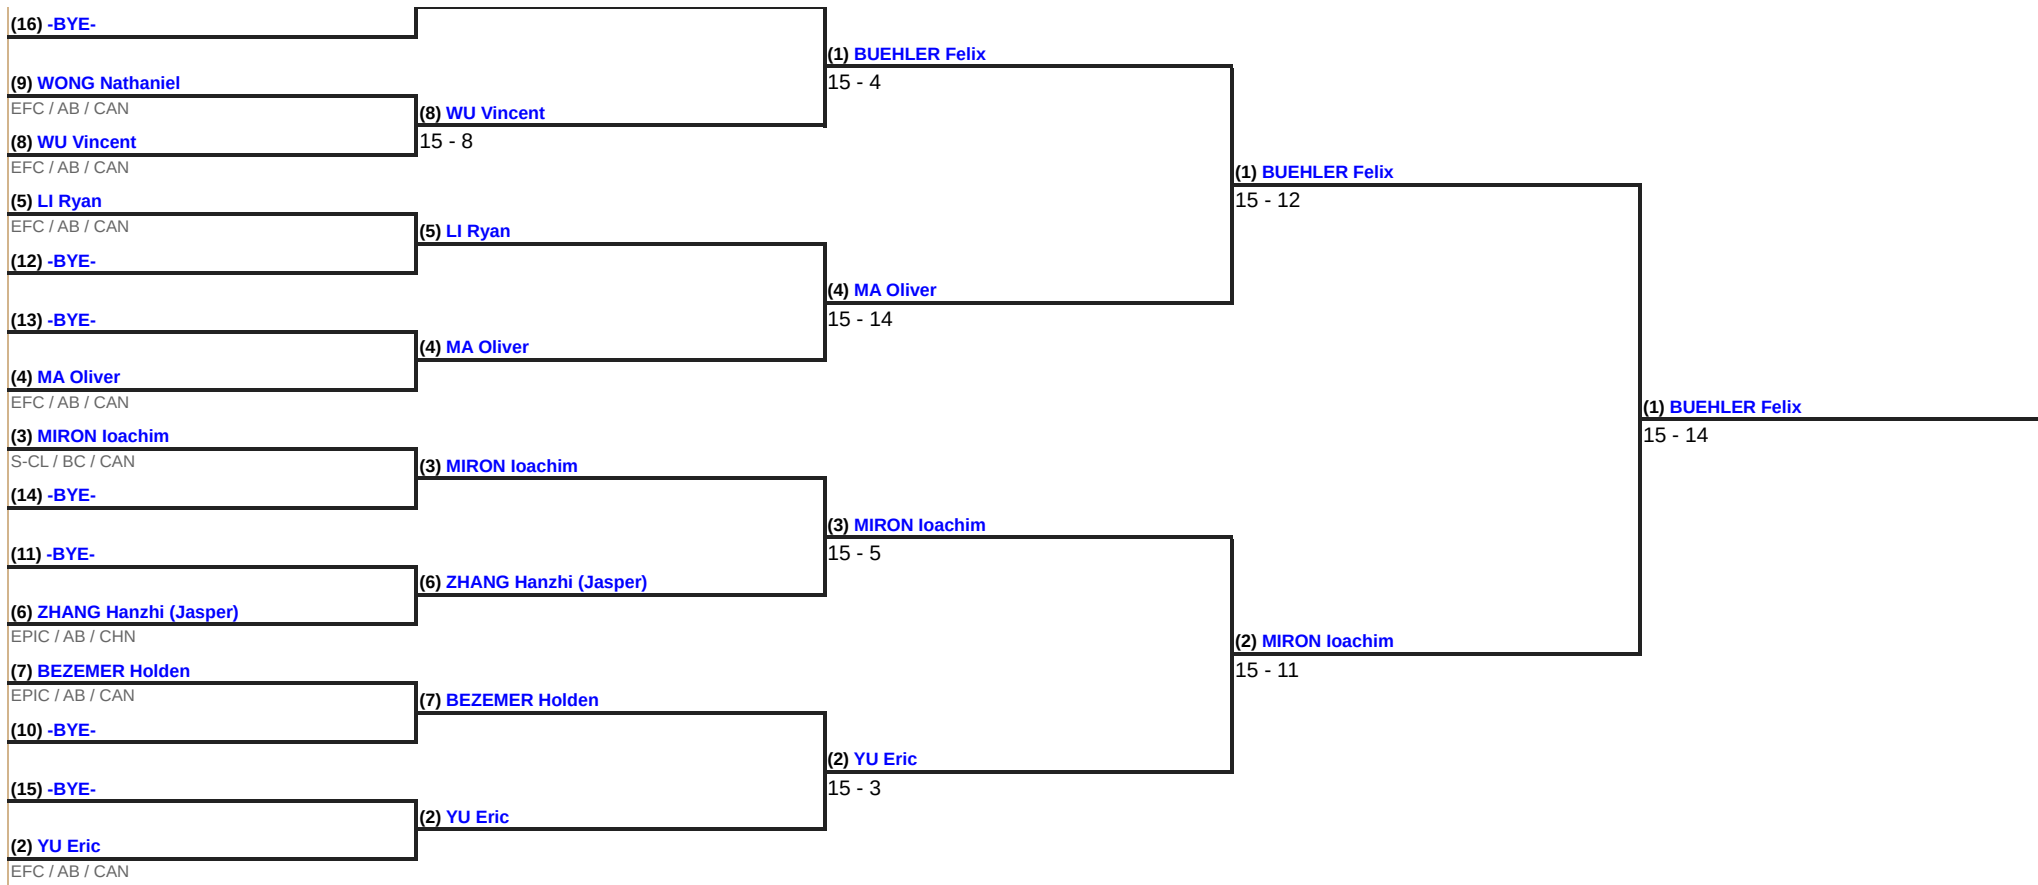 (16) -BYE-
(9) WONG Nathaniel
EFC / AB / CAN
(8) WU Vincent
EFC / AB / CAN
(5) LI Ryan
EFC / AB / CAN
(12) -BYE-
(13) -BYE-
(4) MA Oliver
EFC / AB / CAN
(3) MIRON Ioachim
S-CL / BC / CAN
(14) -BYE-
(11) -BYE-
(6) ZHANG Hanzhi (Jasper)
EPIC / AB / CHN
(7) BEZEMER Holden
EPIC / AB / CAN
(10) -BYE-
(15) -BYE-
(2) YU Eric
EFC / AB / CAN
(8) WU Vincent
15 - 8
(5) LI Ryan
(4) MA Oliver
(3) MIRON Ioachim
(6) ZHANG Hanzhi (Jasper)
(7) BEZEMER Holden
(2) YU Eric
(1) BUEHLER Felix
15 - 4
(4) MA Oliver
15 - 14
(3) MIRON Ioachim
15 - 5
(2) YU Eric
15 - 3
(1) BUEHLER Felix
15 - 12
(2) MIRON Ioachim
15 - 11
(1) BUEHLER Felix
15 - 14